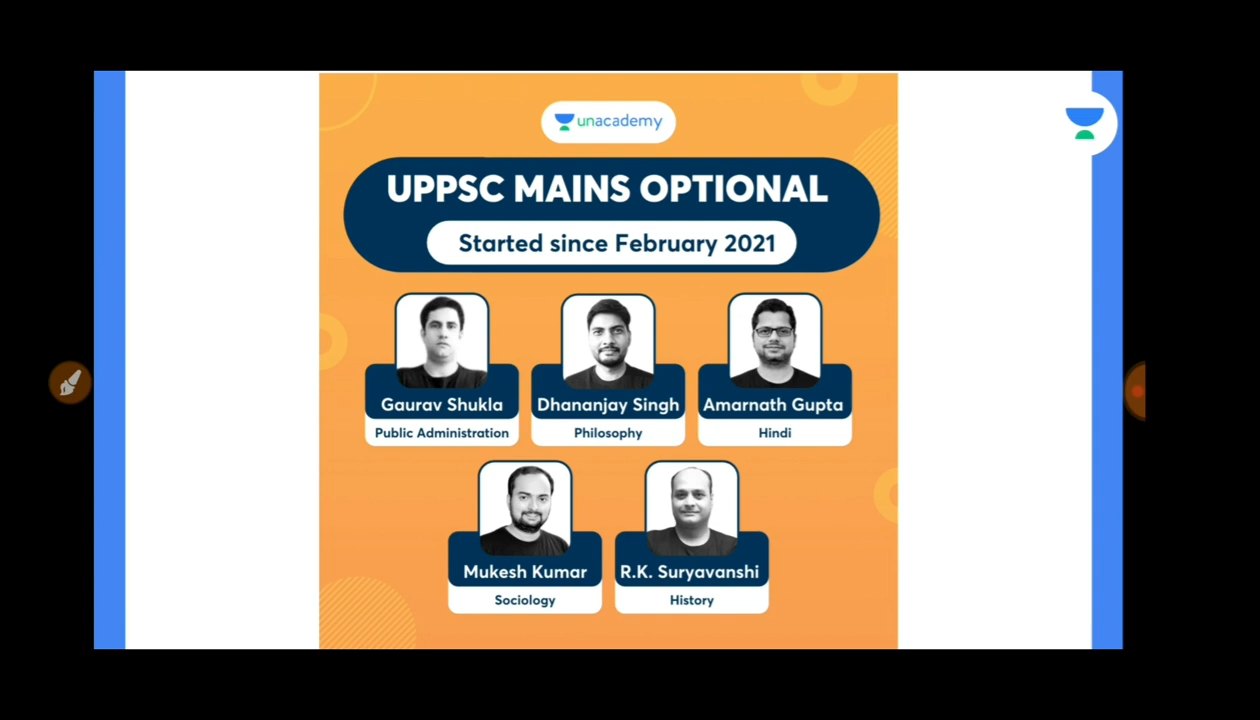 unacademy
UPPSC MAINS OPTIONAL
Started since February 2021
Gaurav Shukla
Public Administration
Dhananjay Singh
Philosophy
Amarnath Gupta
Hindi
Mukesh Kumar
Sociology
R.K. Suryavanshi
History